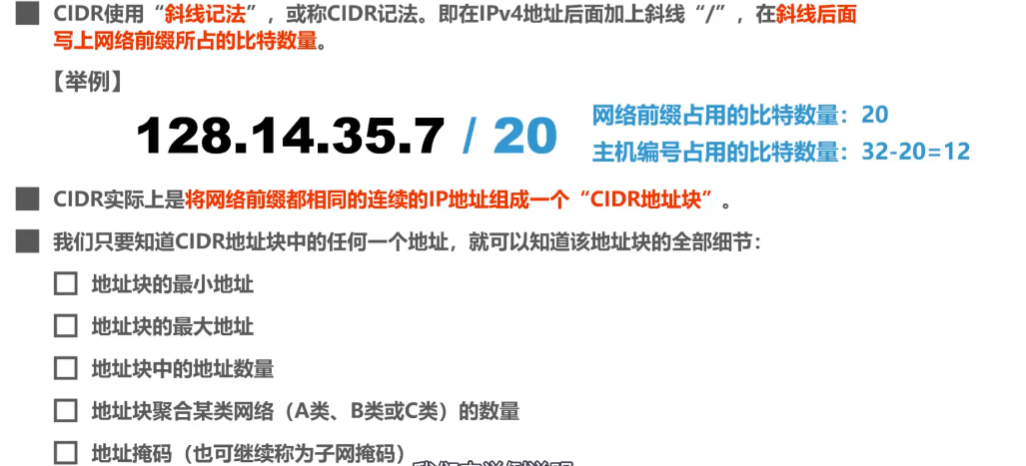 CIDR使用“斜线记法”，或称CIDR记法。即在IPv4地址后面加上斜线“/”，在斜线后面
写上网络前缀所占的比特数量。
【举例】
128.14.35.7 / 20
网络前缀占用的比特数量：20
主机编号占用的比特数量：32-20=12
CIDR实际上是将网络前缀都相同的连续的IP地址组成一个“CIDR地址块”。
我们只要知道CIDR地址块中的任何一个地址，就可以知道该地址块的全部细节：
地址块的最小地址
地址块的最大地址
地址块中的地址数量
地址块聚合某类网络（A类、B类或C类）的数量
地址掩码（也可继续称为子网掩码）